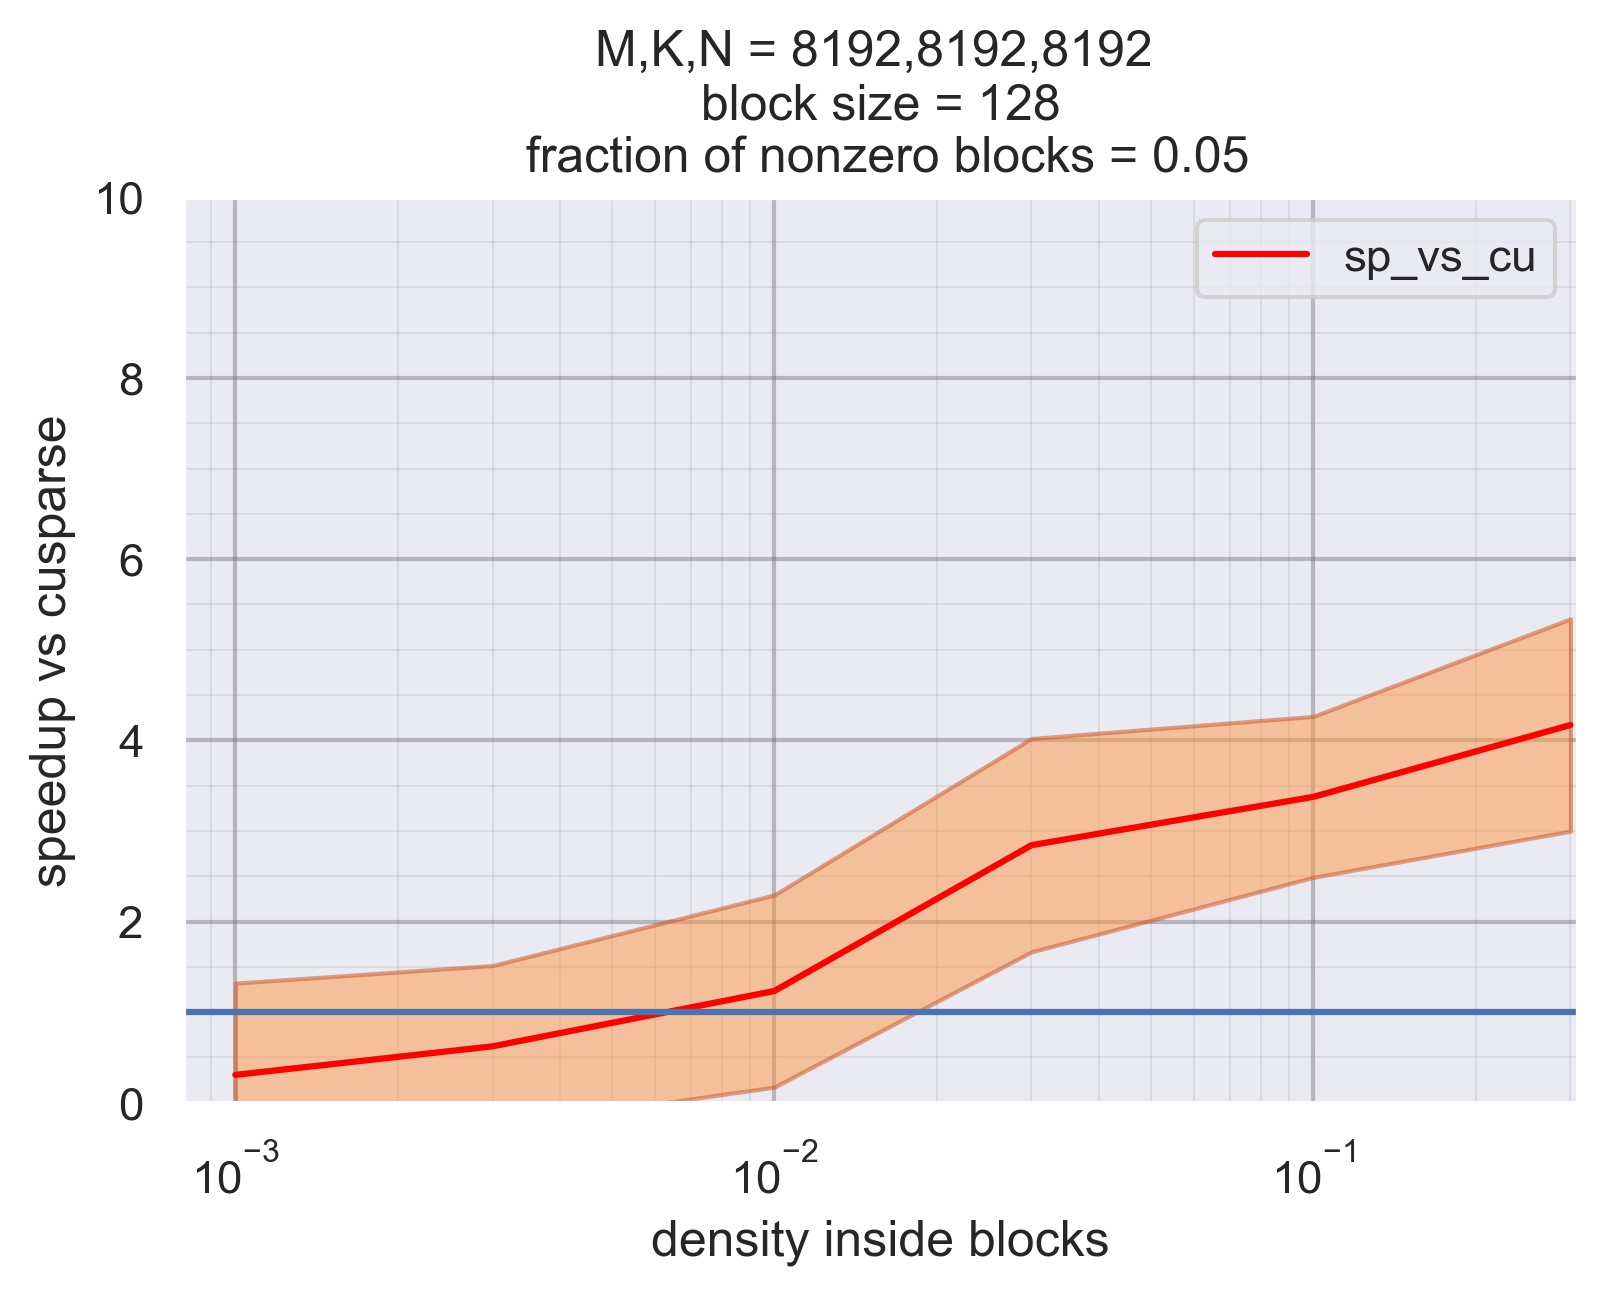 M,K,N = 8192,8192,8192
block size = 128
fraction of nonzero blocks = 0.05
sp_vs_cu
speedup vs cusparse
10
8
6
4
2
0
10⁻³ 10⁻² 10⁻¹
density inside blocks